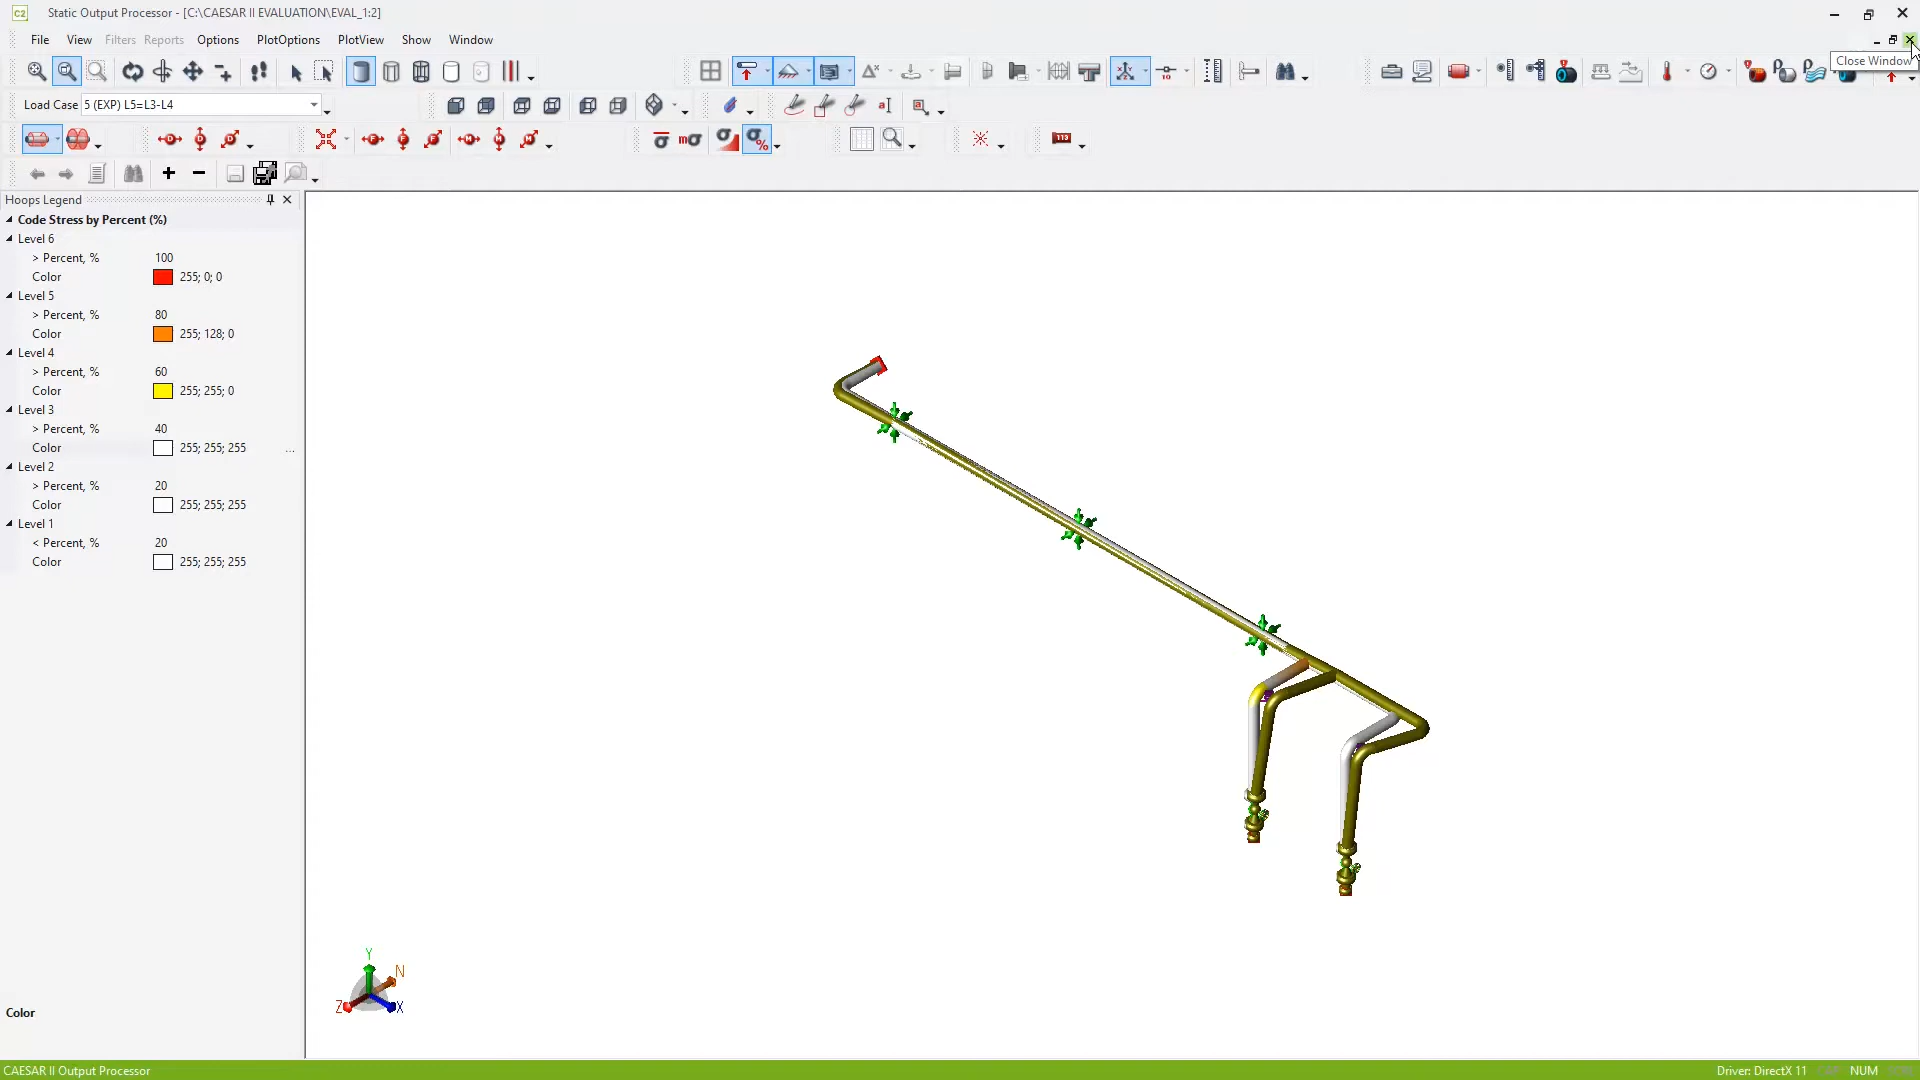 C2 Static Output Processor - [C:\CAESAR II EVALUATION\EVAL_1:2]
File View Filters Reports Options PlotOptions PlotView Show Window
Close Window
Load Case 5 (EXP) L5=L3-L4
Hoops Legend
Code Stress by Percent (%)
Level 6
> Percent, % 100
Color 255; 0; 0
Level 5
> Percent, % 80
Color 255; 128; 0
Level 4
> Percent, % 60
Color 255; 255; 0
Level 3
> Percent, % 40
Color 255; 255; 255 ...
Level 2
> Percent, % 20
Color 255; 255; 255
Level 1
< Percent, % 20
Color 255; 255; 255
Y
N
Z X
Color
CAESAR II Output Processor Driver: DirectX 11 CAP NUM